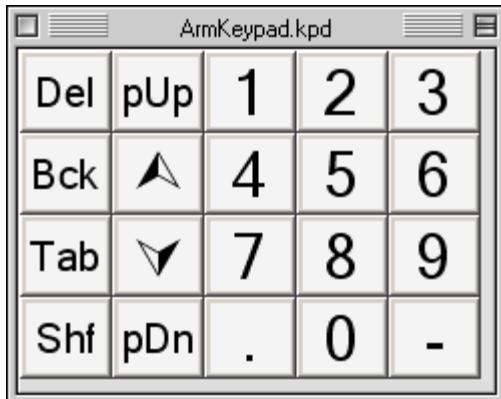 ArmKeypad.kpd
Del pUp 1 2 3
Bck 4 5 6
Tab 7 8 9
Shf pDn . 0 -